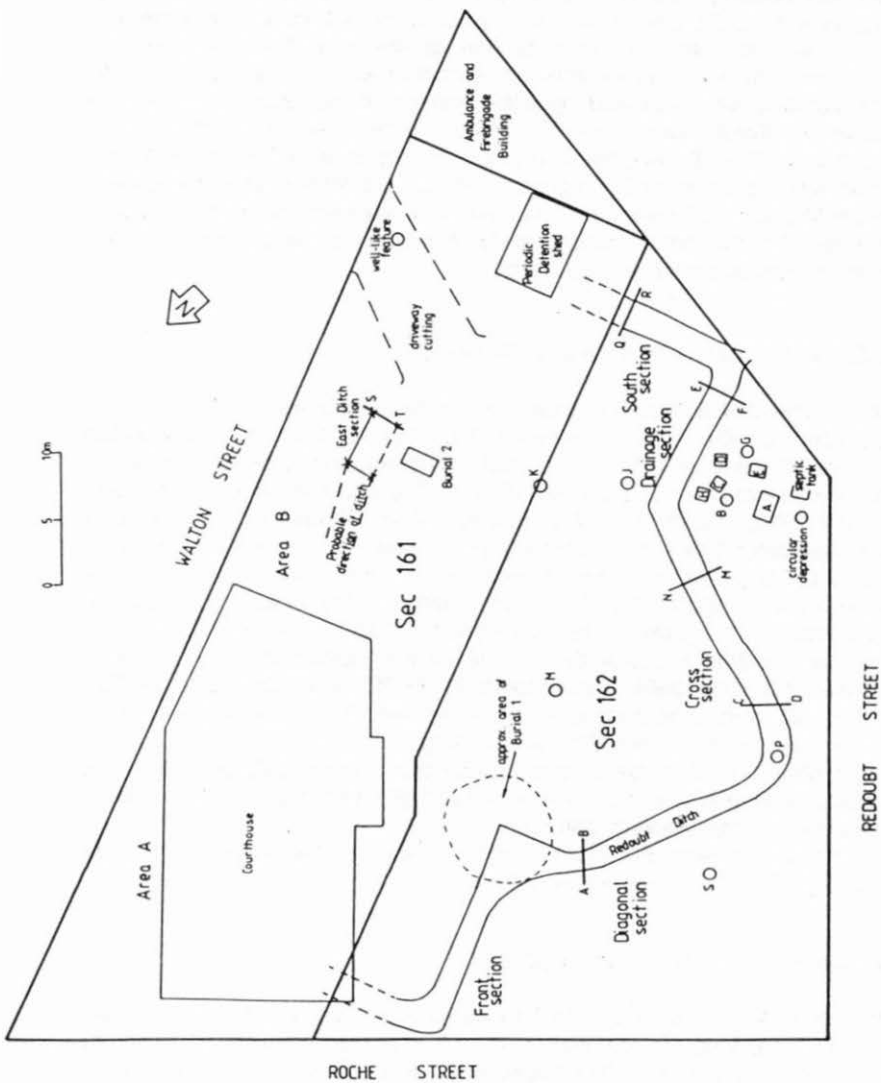 Ambulance and
Firebrigade
Building
well-like
feature
Periodic
Detention
shed
N
driveway
cutting
WALTON STREET
0 5 10m
East Ditch
section
S
T
Probable
direction of ditch
Burial 2
Area B
Sec 161
Q
R
South
section
E
F
Drainage
section
K
J
G
D
C
H
B
E
A
septic
tank
circular
depression
N
M
Area A
Courthouse
M
Sec 162
approx. area of
Burial 1
Cross
section
C
D
P
Redoubt Ditch
A
B
Diagonal
section
S
Front
section
REDOUBT STREET
ROCHE STREET